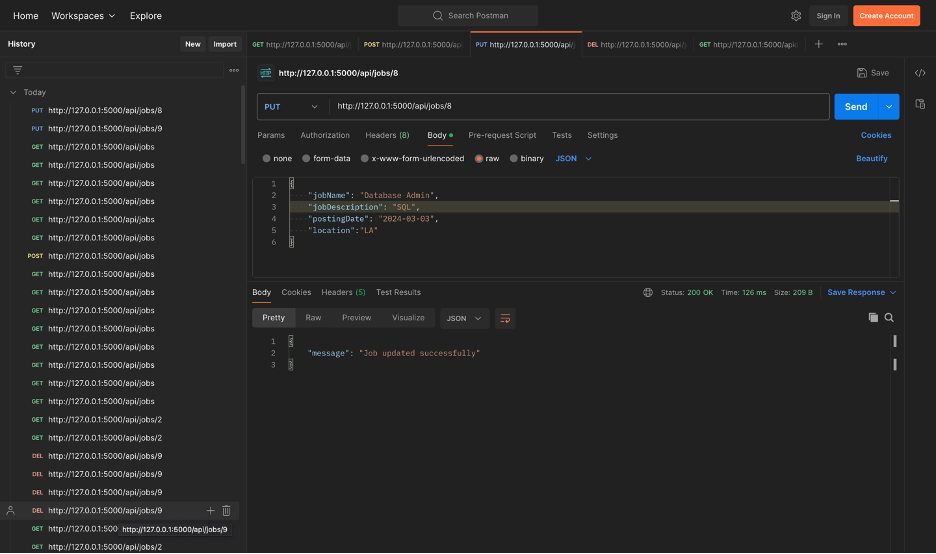 Home Workspaces Explore Search Postman Sign In Create Account
History New Import
GET http://127.0.0.1:5000/api/j POST http://127.0.0.1:5000/api PUT http://127.0.0.1:5000/api/j DEL http://127.0.0.1:5000/api/j GET http://127.0.0.1:5000/api
http://127.0.0.1:5000/api/jobs/8 Save
PUT http://127.0.0.1:5000/api/jobs/8 Send
Params Authorization Headers (8) Body Pre-request Script Tests Settings Cookies
none form-data x-www-form-urlencoded raw binary JSON Beautify
1 {
2 "jobName": "Database Admin",
3 "jobDescription": "SQL",
4 "postingDate": "2024-03-03",
5 "location":"LA"
6 }
Body Cookies Headers (5) Test Results Status: 200 OK Time: 126 ms Size: 209 B Save Response
Pretty Raw Preview Visualize JSON
1 {
2 "message": "Job updated successfully"
3 }
Today
PUT http://127.0.0.1:5000/api/jobs/8
PUT http://127.0.0.1:5000/api/jobs/9
GET http://127.0.0.1:5000/api/jobs
GET http://127.0.0.1:5000/api/jobs
GET http://127.0.0.1:5000/api/jobs
GET http://127.0.0.1:5000/api/jobs
GET http://127.0.0.1:5000/api/jobs
GET http://127.0.0.1:5000/api/jobs
POST http://127.0.0.1:5000/api/jobs
GET http://127.0.0.1:5000/api/jobs
GET http://127.0.0.1:5000/api/jobs
GET http://127.0.0.1:5000/api/jobs
GET http://127.0.0.1:5000/api/jobs
GET http://127.0.0.1:5000/api/jobs
GET http://127.0.0.1:5000/api/jobs
GET http://127.0.0.1:5000/api/jobs
GET http://127.0.0.1:5000/api/jobs
GET http://127.0.0.1:5000/api/jobs/2
GET http://127.0.0.1:5000/api/jobs/2
DEL http://127.0.0.1:5000/api/jobs/9
DEL http://127.0.0.1:5000/api/jobs/9
DEL http://127.0.0.1:5000/api/jobs/9
DEL http://127.0.0.1:5000/api/jobs/9
GET http://127.0.0.1:500
http://127.0.0.1:5000/api/jobs/9
GET http://127.0.0.1:5000/api/jobs/2